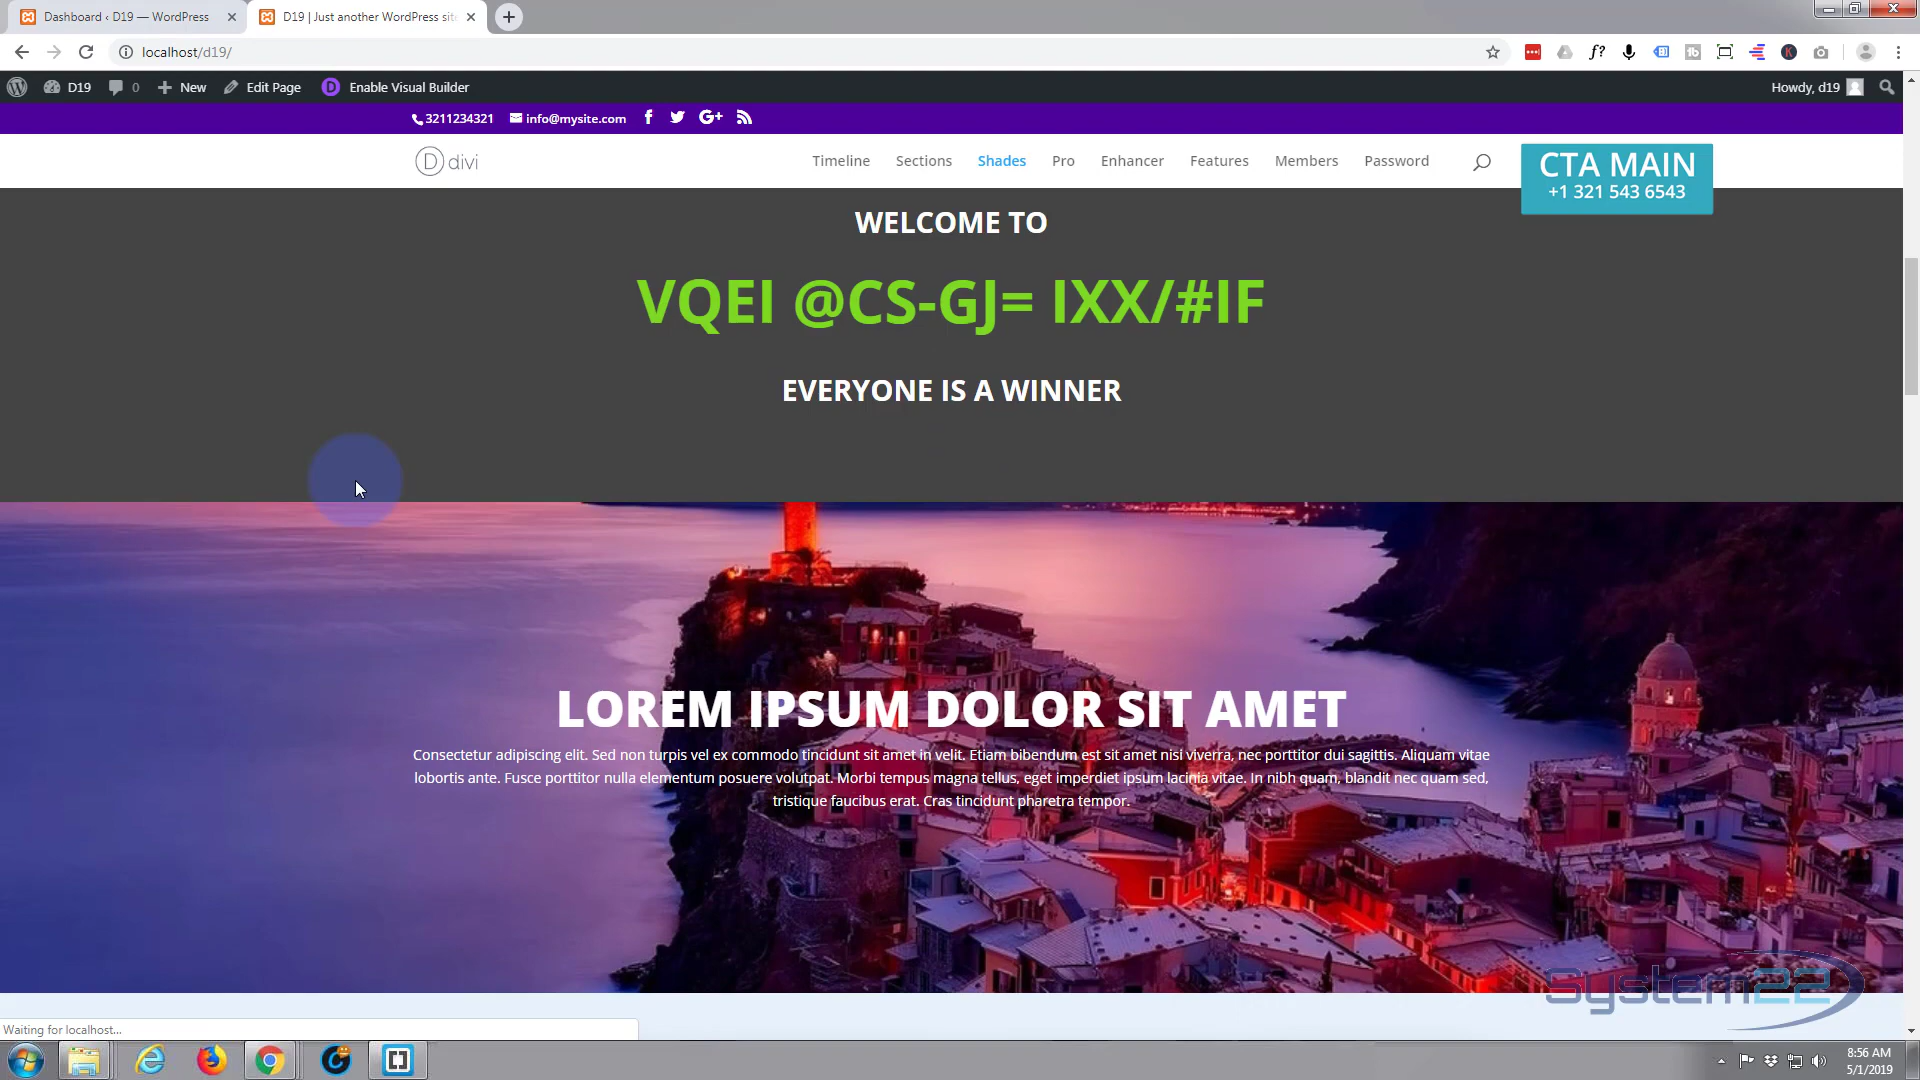 Dashboard ‹ D19 — WordPress
D19 | Just another WordPress site
localhost/d19/
D19
0
New
Edit Page
Enable Visual Builder
Howdy, d19
3211234321
info@mysite.com
D divi
Timeline
Sections
Shades
Pro
Enhancer
Features
Members
Password
CTA MAIN
+1 321 543 6543
WELCOME TO
VQEI @CS-GJ= IXX/#IF
EVERYONE IS A WINNER
LOREM IPSUM DOLOR SIT AMET
Consectetur adipiscing elit. Sed non turpis vel ex commodo tincidunt sit amet in velit. Etiam bibendum est sit amet nisi viverra, nec porttitor dui sagittis. Aliquam vitae
lobortis ante. Fusce porttitor nulla elementum posuere volutpat. Morbi tempus magna tellus, eget imperdiet ipsum lacinia vitae. In nibh quam, blandit nec quam sed,
tristique faucibus erat. Cras tincidunt pharetra tempor.
System22
Waiting for localhost...
8:56 AM
5/1/2019